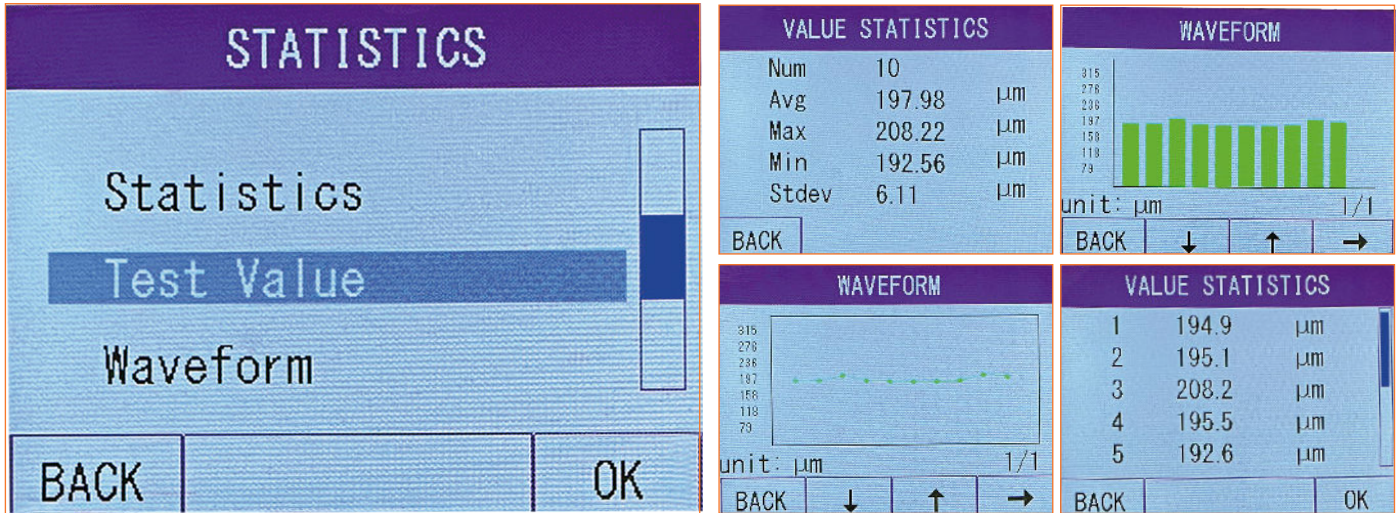 STATISTICS
Statistics
Test Value
Waveform
BACK OK
VALUE STATISTICS
Num 10
Avg 197.98 μm
Max 208.22 μm
Min 192.56 μm
Stdev 6.11 μm
BACK
WAVEFORM
315
276
236
197
158
118
79
unit: μm 1/1
BACK ↓ ↑ →
WAVEFORM
315
276
236
197
158
118
79
unit: μm 1/1
BACK ↓ ↑ →
VALUE STATISTICS
1 194.9 μm
2 195.1 μm
3 208.2 μm
4 195.5 μm
5 192.6 μm
BACK OK